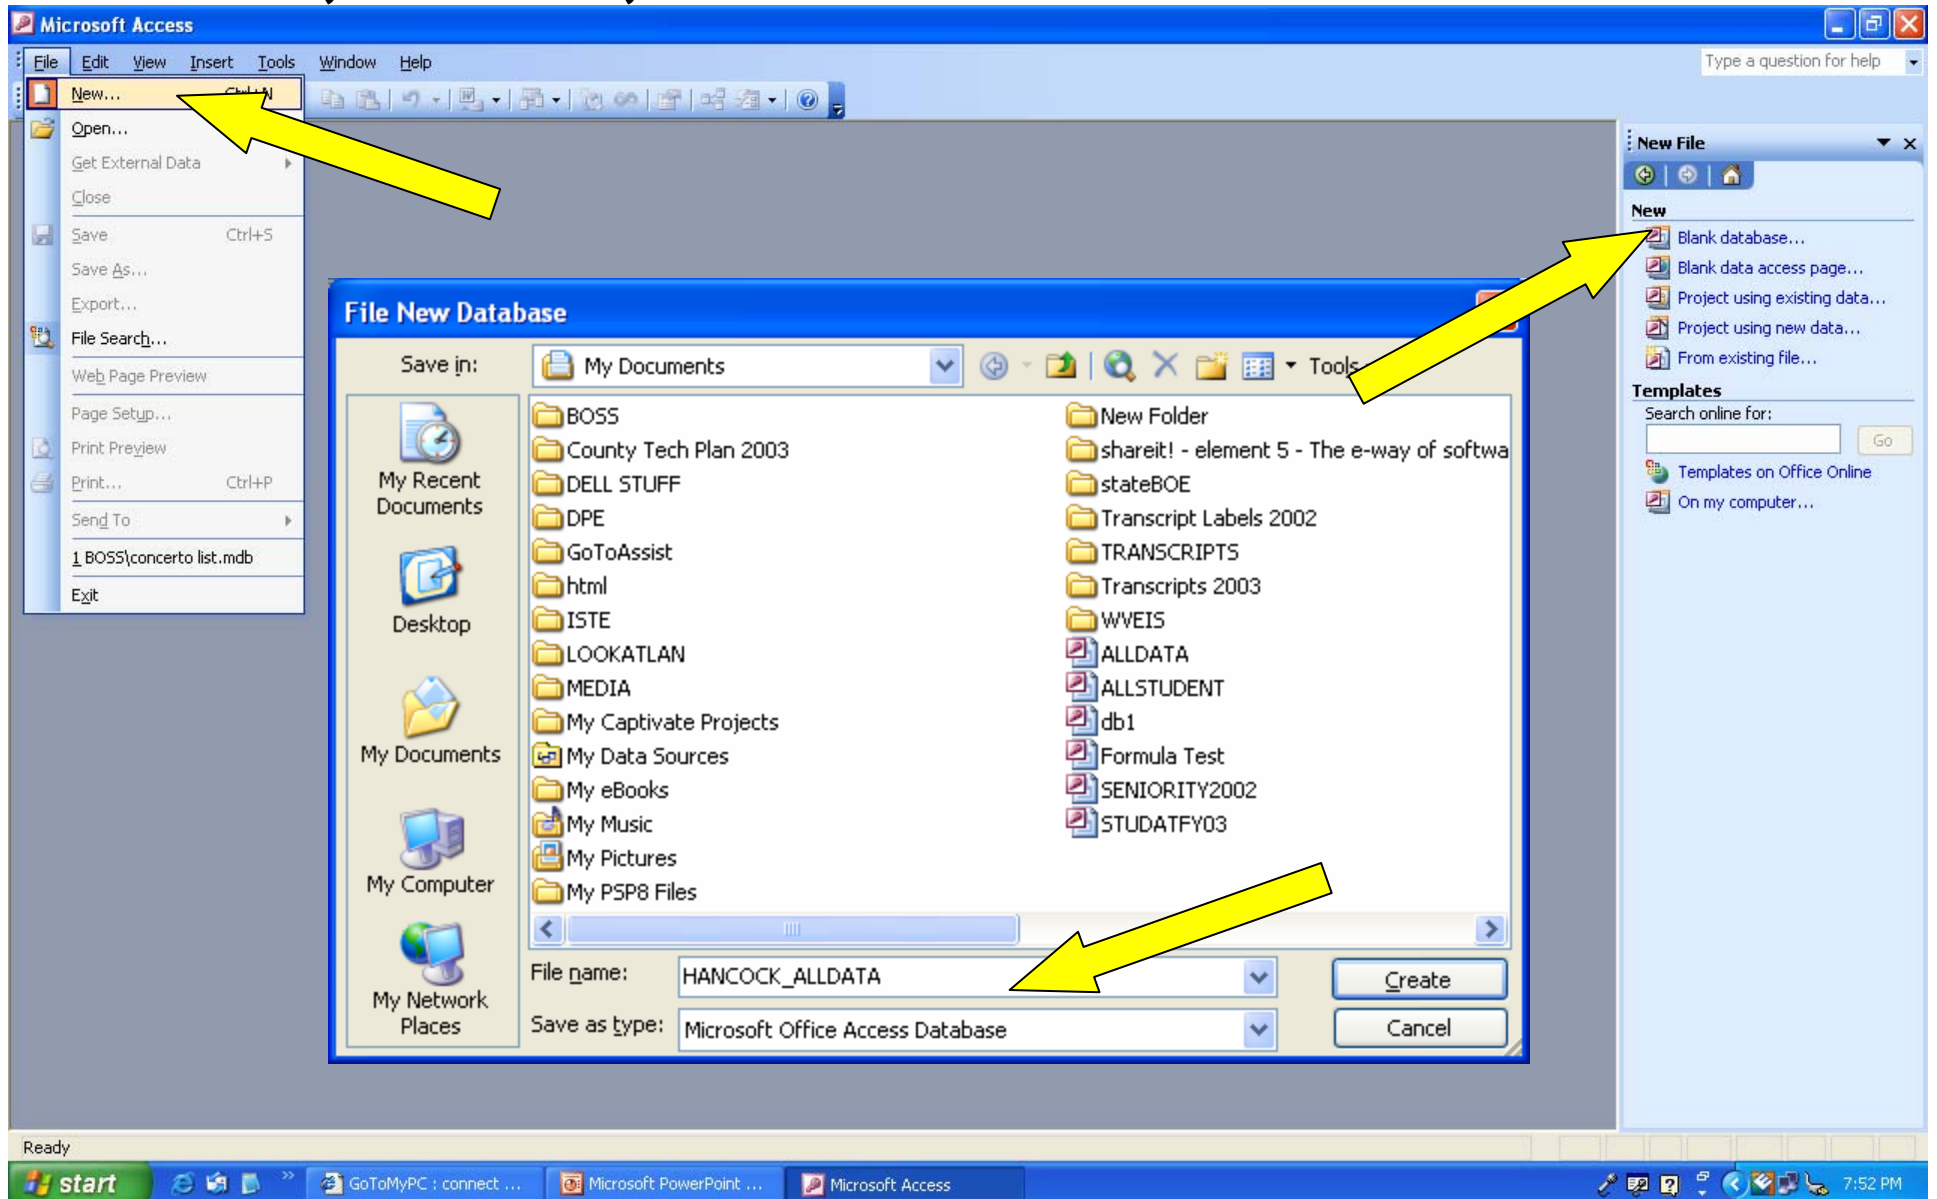 Microsoft Access
File Edit View Insert Tools Window Help
Type a question for help
New... Ctrl+N
Open...
Get External Data
Close
Save Ctrl+S
Save As...
Export...
File Search...
Web Page Preview
Page Setup...
Print Preview
Print... Ctrl+P
Send To
1 BOSS\concerto list.mdb
Exit
File New Database
Save in: My Documents Tools
My Recent
Documents
Desktop
My Documents
My Computer
My Network
Places
BOSS
County Tech Plan 2003
DELL STUFF
DPE
GoToAssist
html
ISTE
LOOKATLAN
MEDIA
My Captivate Projects
My Data Sources
My eBooks
My Music
My Pictures
My PSP8 Files
New Folder
shareit! - element 5 - The e-way of softwa
stateBOE
Transcript Labels 2002
TRANSCRIPTS
Transcripts 2003
WVEIS
ALLDATA
ALLSTUDENT
db1
Formula Test
SENIORITY2002
STUDATFY03
File name: HANCOCK_ALLDATA Create
Save as type: Microsoft Office Access Database Cancel
New File
New
Blank database...
Blank data access page...
Project using existing data...
Project using new data...
From existing file...
Templates
Search online for:
Go
Templates on Office Online
On my computer...
Ready
start GoToMyPC : connect ... Microsoft PowerPoint ... Microsoft Access 7:52 PM